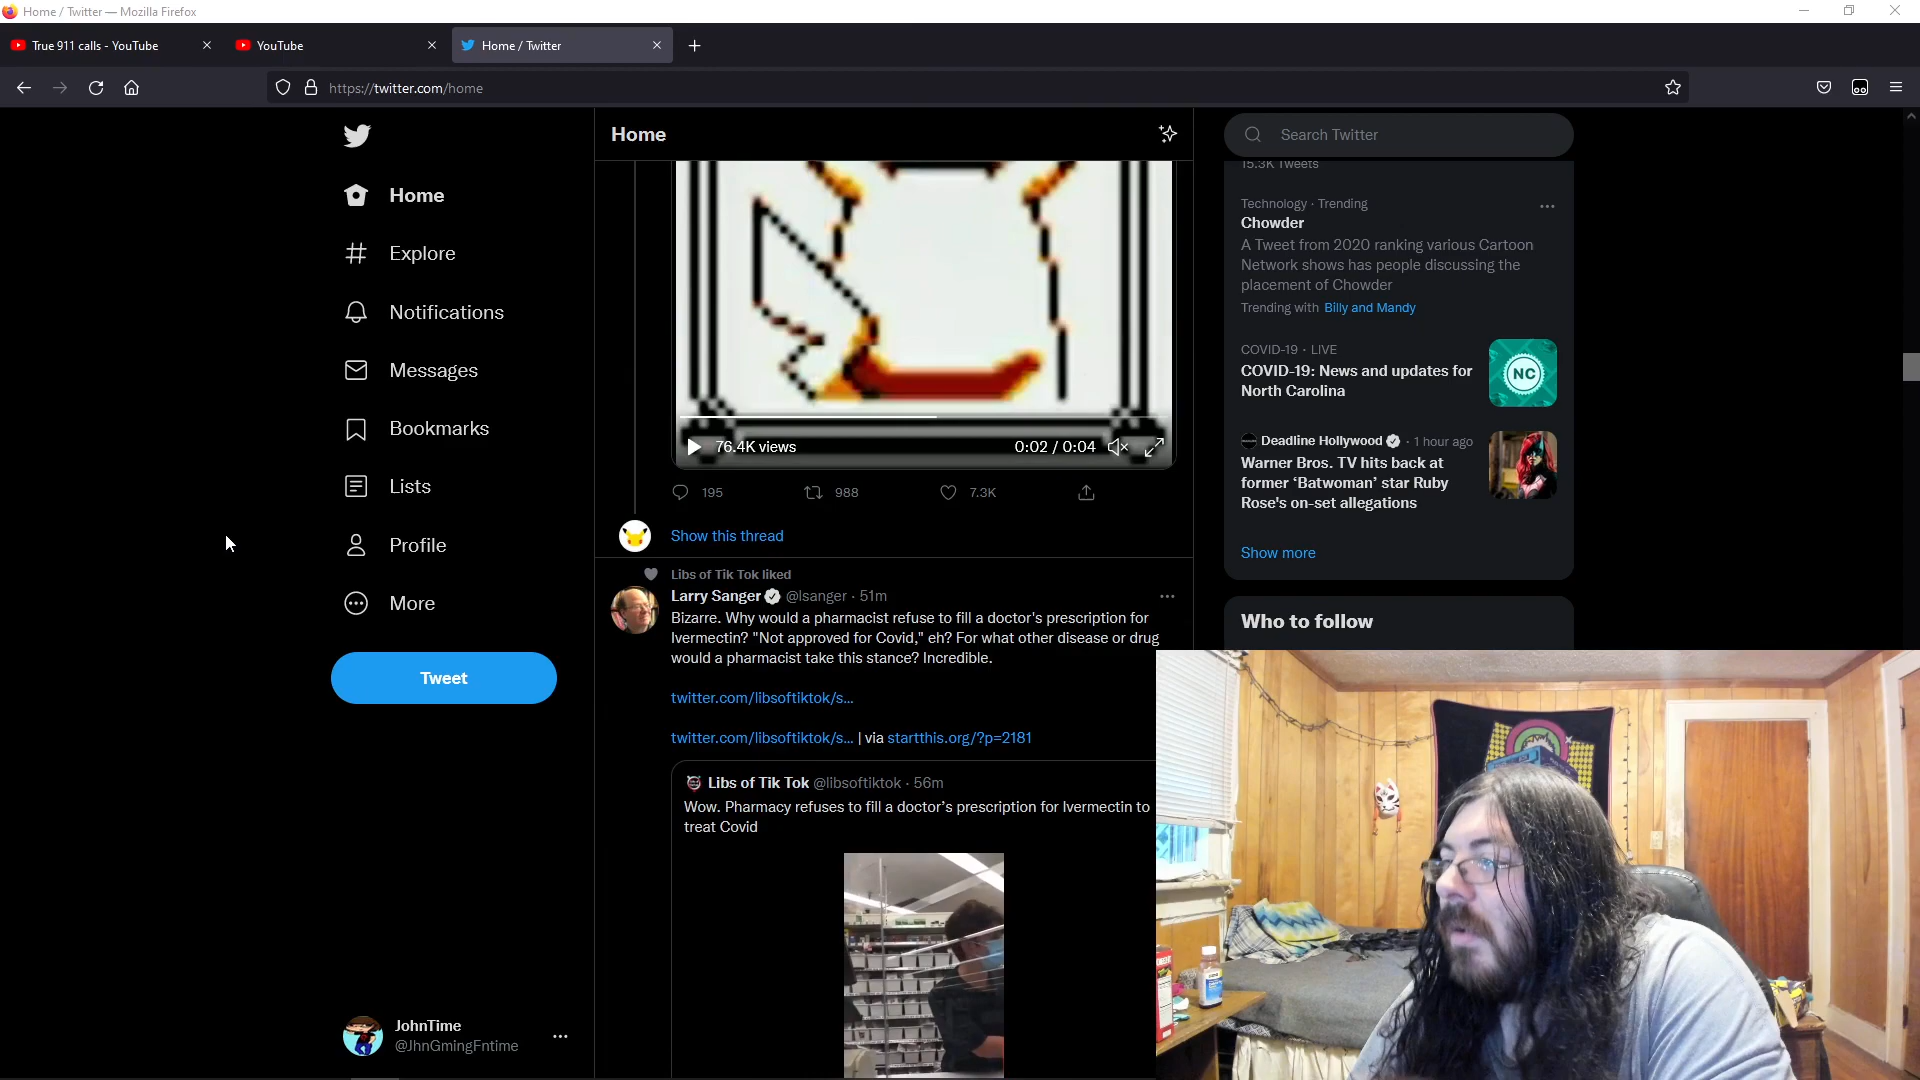 Home / Twitter — Mozilla Firefox
True 911 calls - YouTube
YouTube
Home / Twitter
https://twitter.com/home
Home
Explore
Notifications
Messages
Bookmarks
Lists
Profile
More
Tweet
JohnTime
@JhnGmingFntime
Home
76.4K views
0:02 / 0:04
195
988
7.3K
Show this thread
Libs of Tik Tok liked
Larry Sanger @lsanger · 51m
Bizarre. Why would a pharmacist refuse to fill a doctor's prescription for
Ivermectin? "Not approved for Covid," eh? For what other disease or drug
would a pharmacist take this stance? Incredible.
twitter.com/libsoftiktok/s...
twitter.com/libsoftiktok/s... | via startthis.org/?p=2181
Libs of Tik Tok @libsoftiktok · 56m
Wow. Pharmacy refuses to fill a doctor's prescription for Ivermectin to
treat Covid
Search Twitter
15.3K Tweets
Technology · Trending
Chowder
A Tweet from 2020 ranking various Cartoon
Network shows has people discussing the
placement of Chowder
Trending with Billy and Mandy
COVID-19 · LIVE
COVID-19: News and updates for
North Carolina
NC
Deadline Hollywood · 1 hour ago
Warner Bros. TV hits back at
former ‘Batwoman’ star Ruby
Rose's on-set allegations
Show more
Who to follow